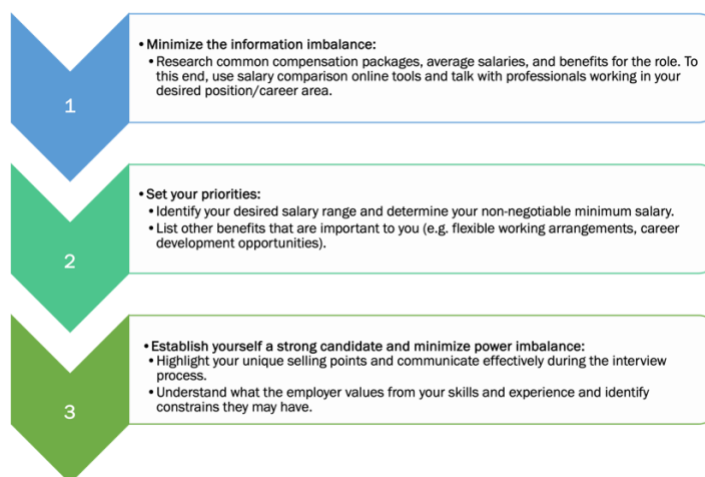 1
• Minimize the information imbalance:
• Research common compensation packages, average salaries, and benefits for the role. To
this end, use salary comparison online tools and talk with professionals working in your
desired position/career area.
2
• Set your priorities:
• Identify your desired salary range and determine your non-negotiable minimum salary.
• List other benefits that are important to you (e.g. flexible working arrangements, career
development opportunities).
3
• Establish yourself a strong candidate and minimize power imbalance:
• Highlight your unique selling points and communicate effectively during the interview
process.
• Understand what the employer values from your skills and experience and identify
constrains they may have.